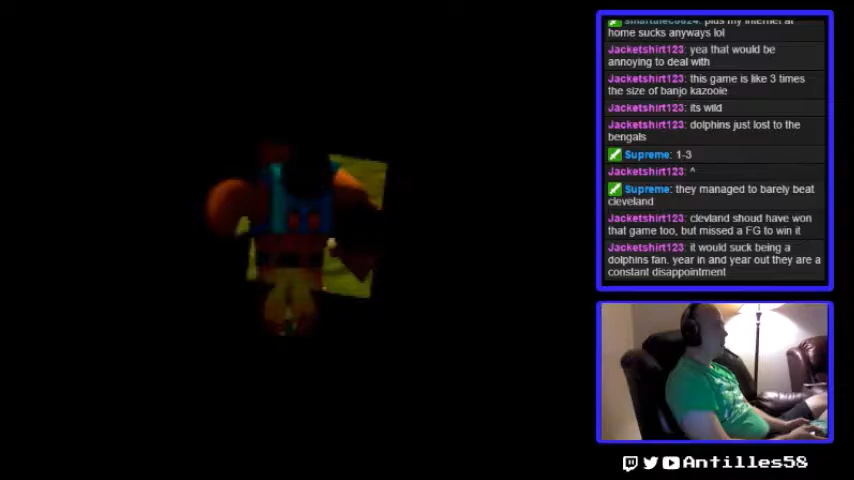 smartalec0024: plus my internet at
home sucks anyways lol
Jacketshirt123: yea that would be
annoying to deal with
Jacketshirt123: this game is like 3 times
the size of banjo kazooie
Jacketshirt123: its wild
Jacketshirt123: dolphins just lost to the
bengals
Supreme: 1-3
Jacketshirt123: ^
Supreme: they managed to barely beat
cleveland
Jacketshirt123: clevland shoud have won
that game too, but missed a FG to win it
Jacketshirt123: it would suck being a
dolphins fan. year in and year out they are a
constant disappointment
Antilles58